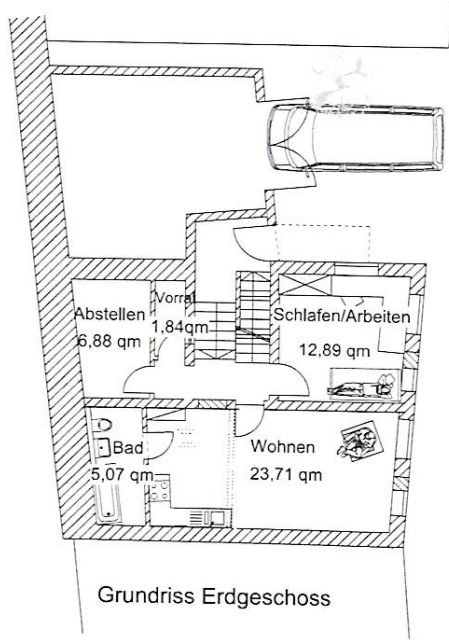 Vorrat
Abstellen
1,84qm
Schlafen/Arbeiten
6,88 qm
12,89 qm
Bad
Wohnen
5,07 qm
23,71 qm
Grundriss Erdgeschoss